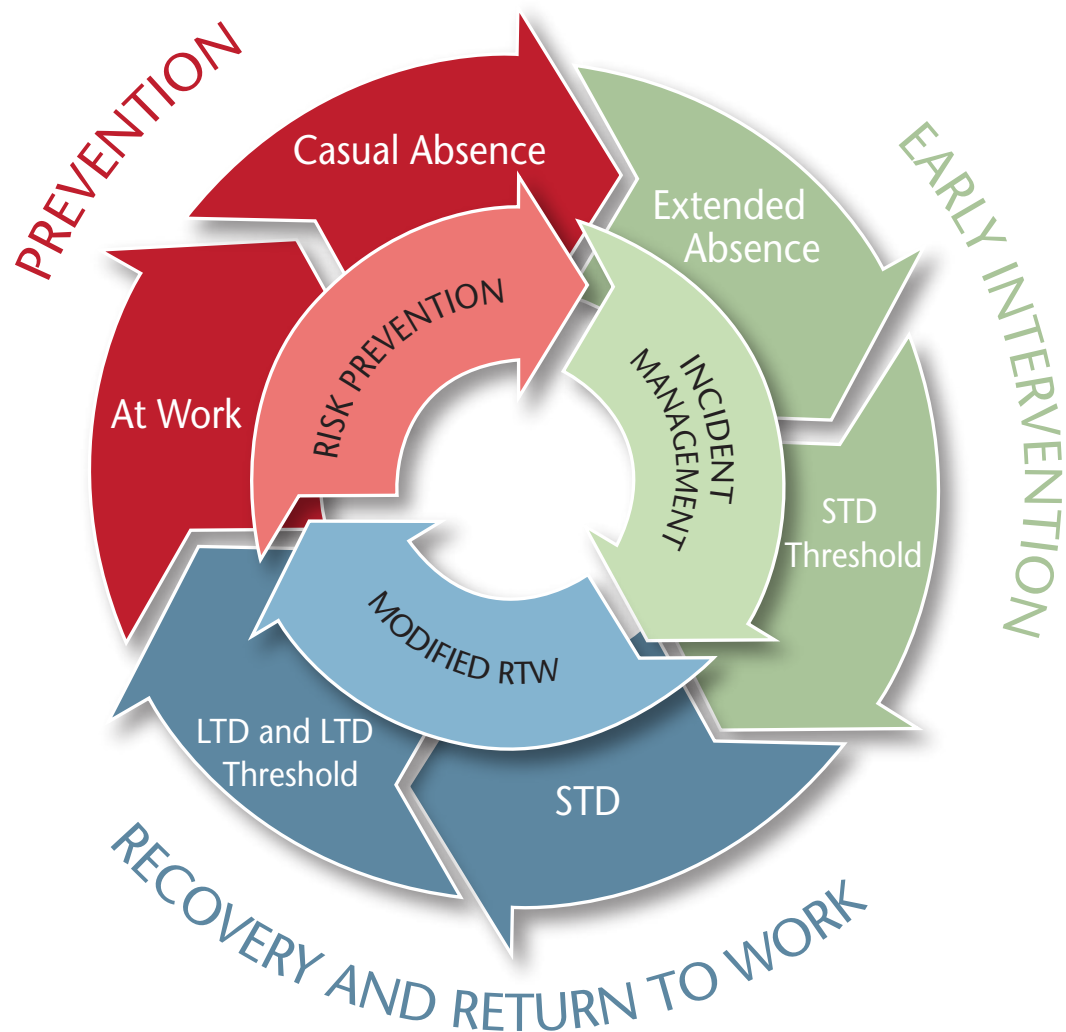 PREVENTION
Casual Absence
At Work
RISK PREVENTION
EARLY INTERVENTION
Extended
Absence
STD
Threshold
INCIDENT
MANAGEMENT
RECOVERY AND RETURN TO WORK
STD
LTD and LTD
Threshold
MODIFIED RTW